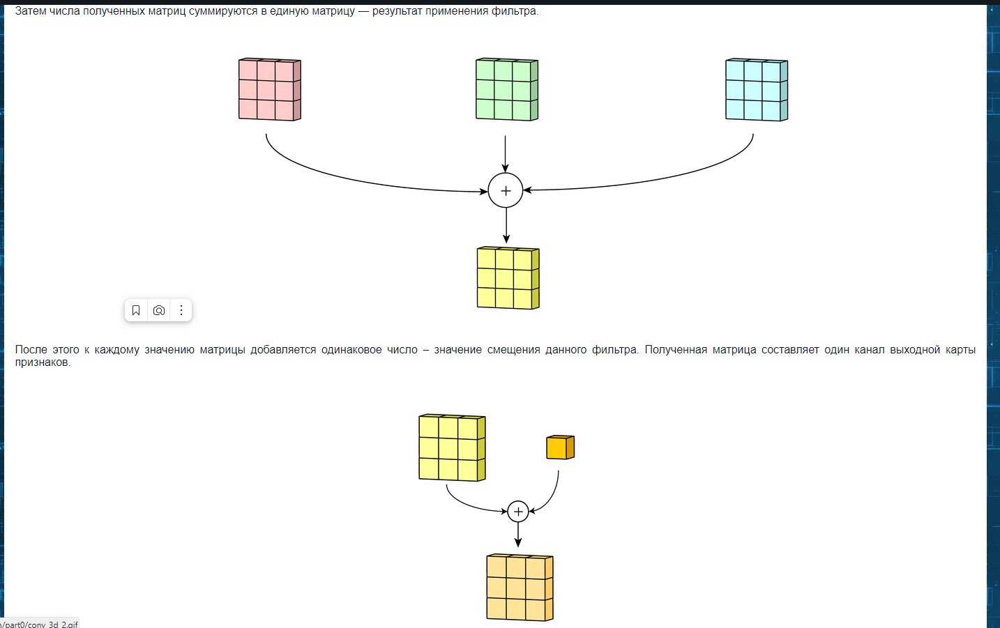 Затем числа полученных матриц суммируются в единую матрицу — результат применения фильтра.
+
После этого к каждому значению матрицы добавляется одинаковое число – значение смещения данного фильтра. Полученная матрица составляет один канал выходной карты
признаков.
+
/part0/conv_3d_2.gif